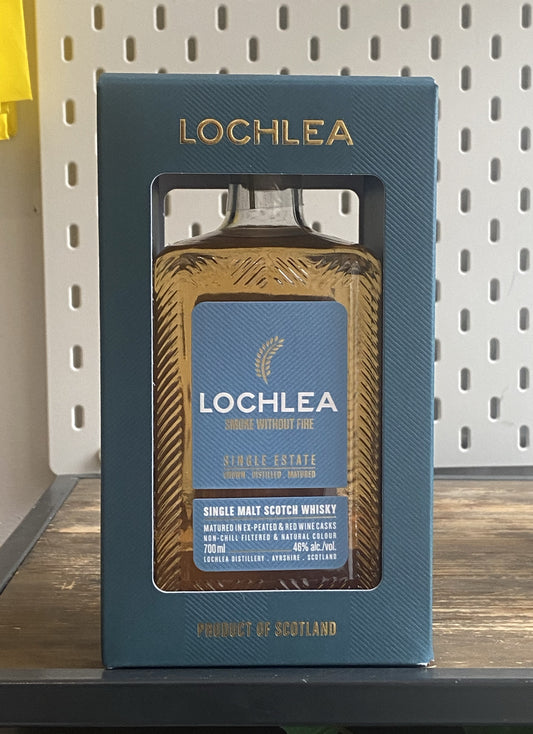 LOCHLEA
LOCHLEA
SMOKE WITHOUT FIRE
SINGLE ESTATE
SOWN . DISTILLED . MATURED
SINGLE MALT SCOTCH WHISKY
MATURED IN EX-PEATED & RED WINE CASKS
NON-CHILL FILTERED & NATURAL COLOUR
700ml 46% alc./vol.
LOCHLEA DISTILLERY . AYRSHIRE . SCOTLAND
PRODUCT OF SCOTLAND